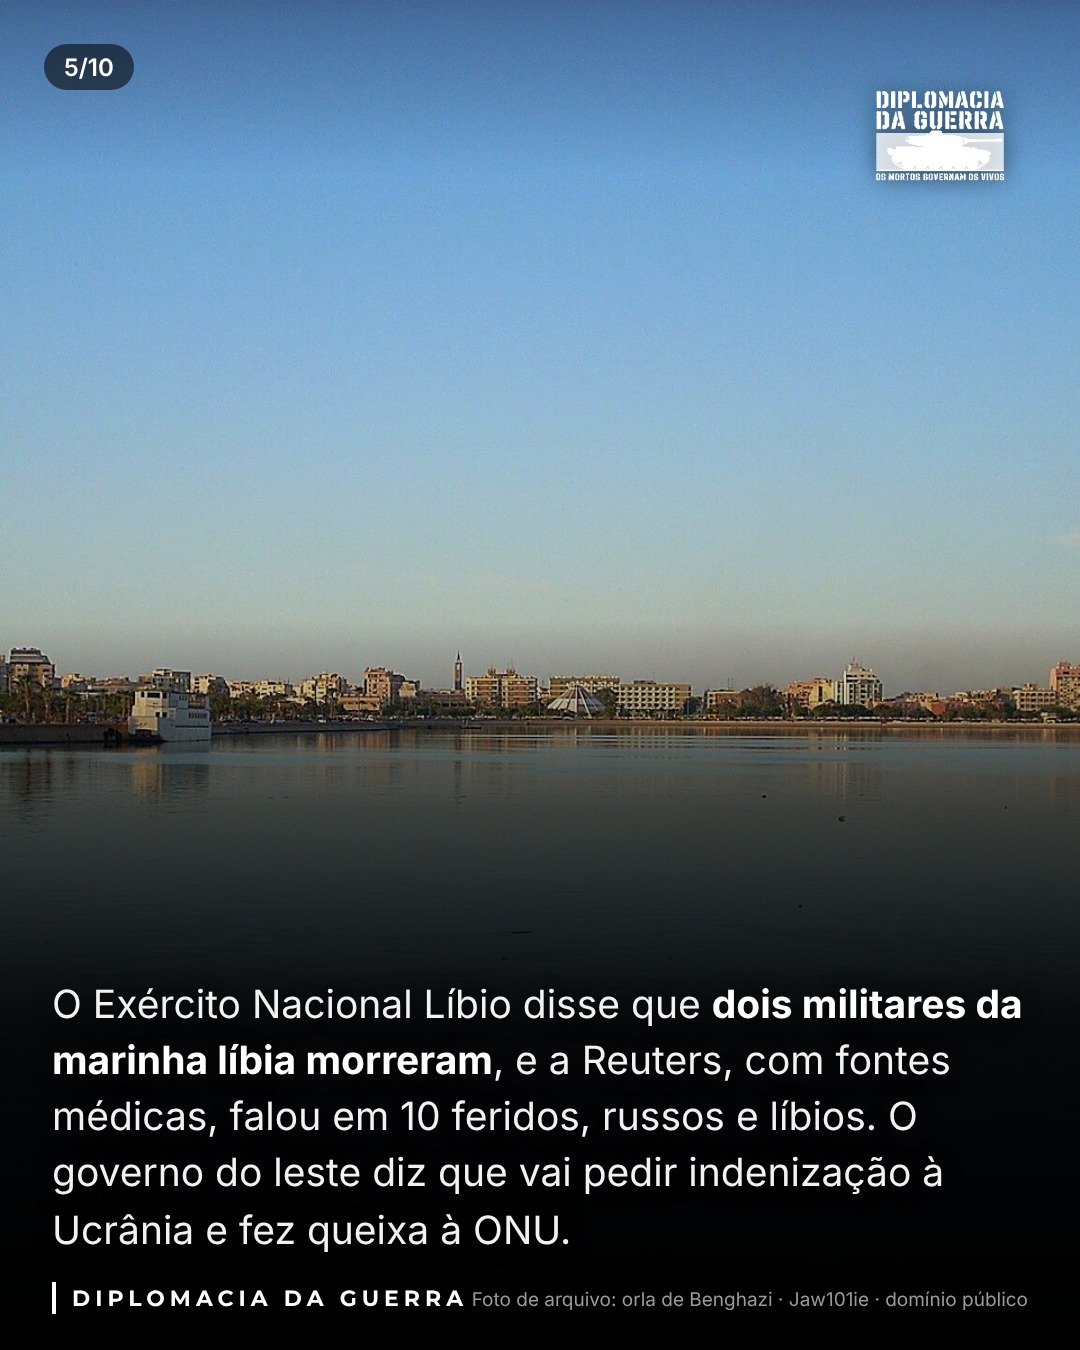 5/10
DIPLOMACIA
DA GUERRA
OS MORTOS GOVERNAM OS VIVOS
O Exército Nacional Líbio disse que dois militares da
marinha líbia morreram, e a Reuters, com fontes
médicas, falou em 10 feridos, russos e líbios. O
governo do leste diz que vai pedir indenização à
Ucrânia e fez queixa à ONU.
DIPLOMACIA DA GUERRA Foto de arquivo: orla de Benghazi · Jaw101ie · domínio público